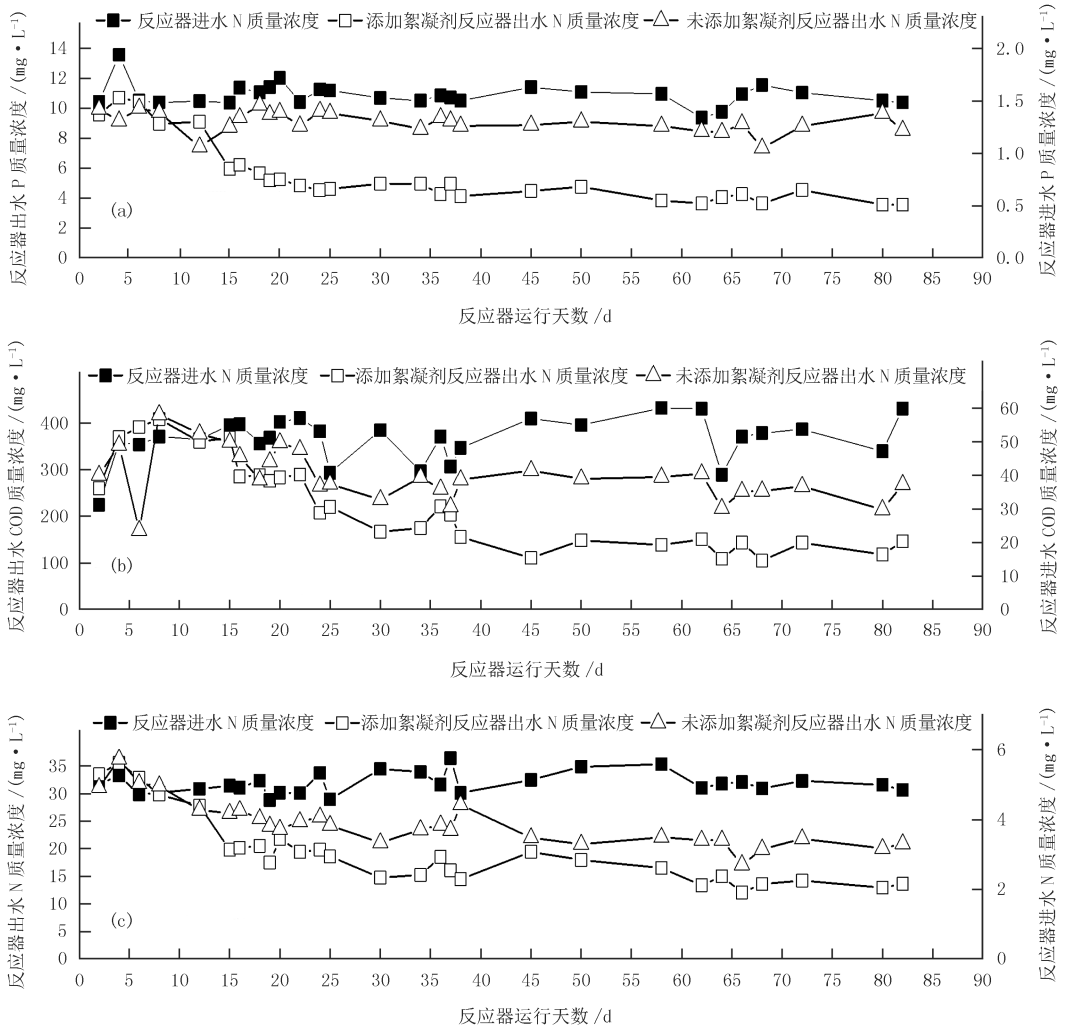 反应器进水 N 质量浓度 添加絮凝剂反应器出水 N 质量浓度 未添加絮凝剂反应器出水 N 质量浓度
反应器出水 P 质量浓度 /(mg·L⁻¹)
14
12
10
8
6
4
2
0
(a)
2.0
1.5
1.0
0.5
0.0
反应器进水 P 质量浓度 /(mg·L⁻¹)
0 5 10 15 20 25 30 35 40 45 50 55 60 65 70 75 80 85 90
反应器运行天数 /d
反应器进水 N 质量浓度 添加絮凝剂反应器出水 N 质量浓度 未添加絮凝剂反应器出水 N 质量浓度
反应器出水 COD 质量浓度 /(mg·L⁻¹)
400
300
200
100
0
(b)
60
50
40
30
20
10
0
反应器进水 COD 质量浓度 /(mg·L⁻¹)
0 5 10 15 20 25 30 35 40 45 50 55 60 65 70 75 80 85 90
反应器运行天数 /d
反应器进水 N 质量浓度 添加絮凝剂反应器出水 N 质量浓度 未添加絮凝剂反应器出水 N 质量浓度
反应器出水 N 质量浓度 /(mg·L⁻¹)
35
30
25
20
15
10
5
0
(c)
6
4
2
0
反应器进水 N 质量浓度 /(mg·L⁻¹)
0 5 10 15 20 25 30 35 40 45 50 55 60 65 70 75 80 85 90
反应器运行天数 /d